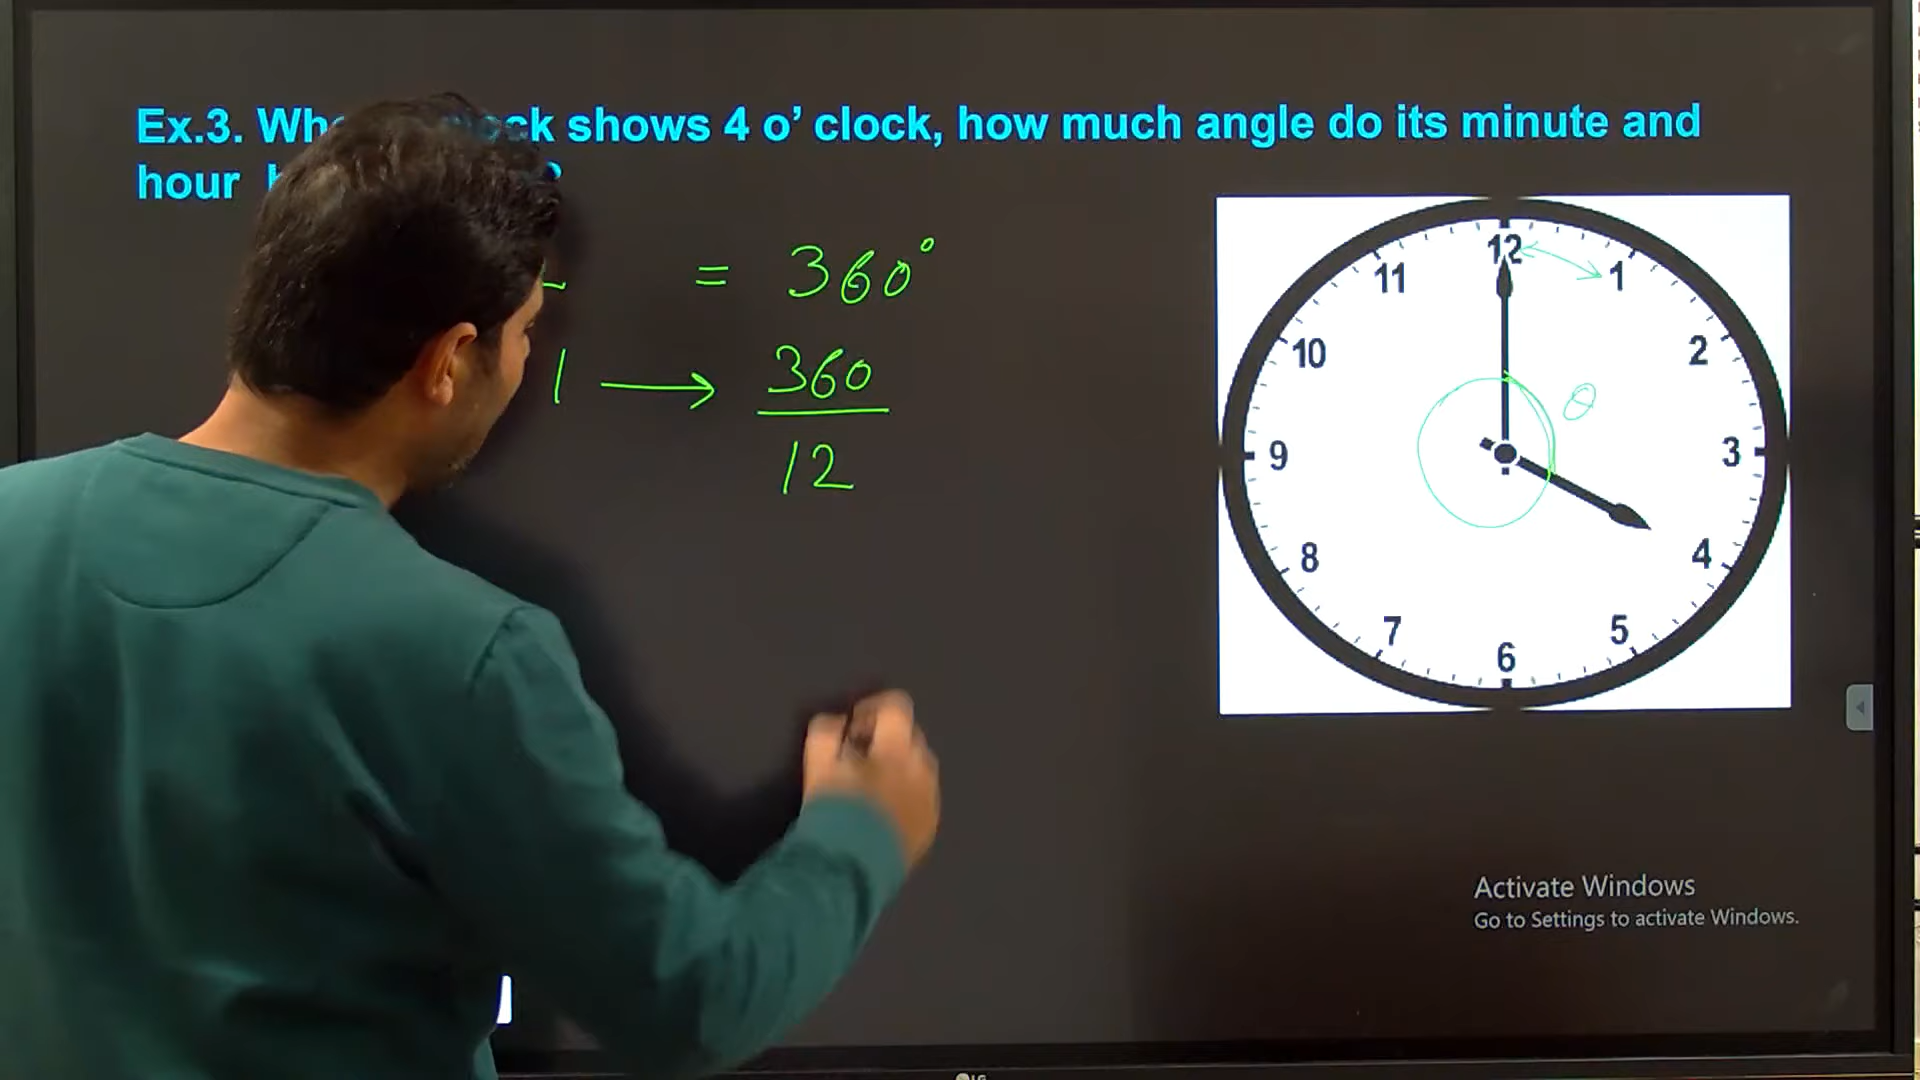 Ex.3. Wh ock shows 4 o’ clock, how much angle do its minute and
hour ?
= 360°
1 → 360
12
12
1
2
3
4
5
6
7
8
9
10
11
θ
Activate Windows
Go to Settings to activate Windows.
LG